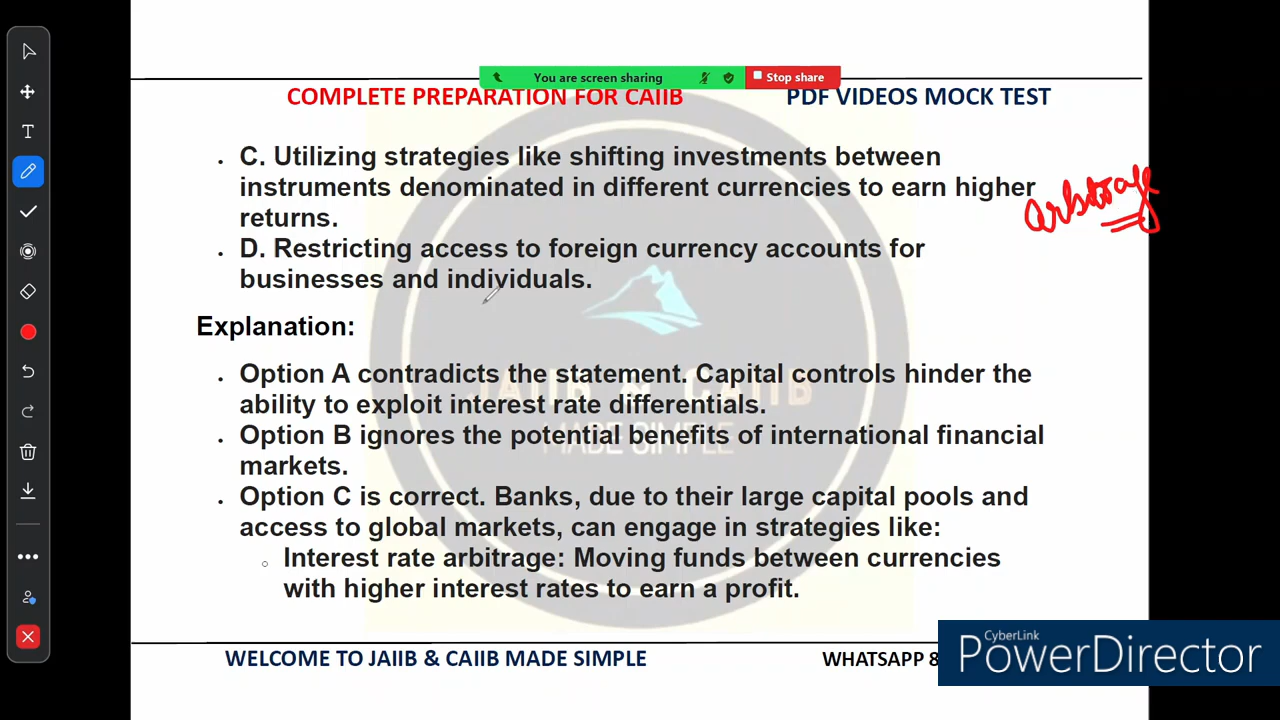 You are screen sharing
Stop share
COMPLETE PREPARATION FOR CAIIB PDF VIDEOS MOCK TEST
C. Utilizing strategies like shifting investments between
instruments denominated in different currencies to earn higher
returns.
arbitrage
D. Restricting access to foreign currency accounts for
businesses and individuals.
Explanation:
Option A contradicts the statement. Capital controls hinder the
ability to exploit interest rate differentials.
Option B ignores the potential benefits of international financial
markets.
Option C is correct. Banks, due to their large capital pools and
access to global markets, can engage in strategies like:
Interest rate arbitrage: Moving funds between currencies
with higher interest rates to earn a profit.
JAIIB & CAIIB
MADE SIMPLE
WELCOME TO JAIIB & CAIIB MADE SIMPLE WHATSAPP 8
CyberLink
PowerDirector